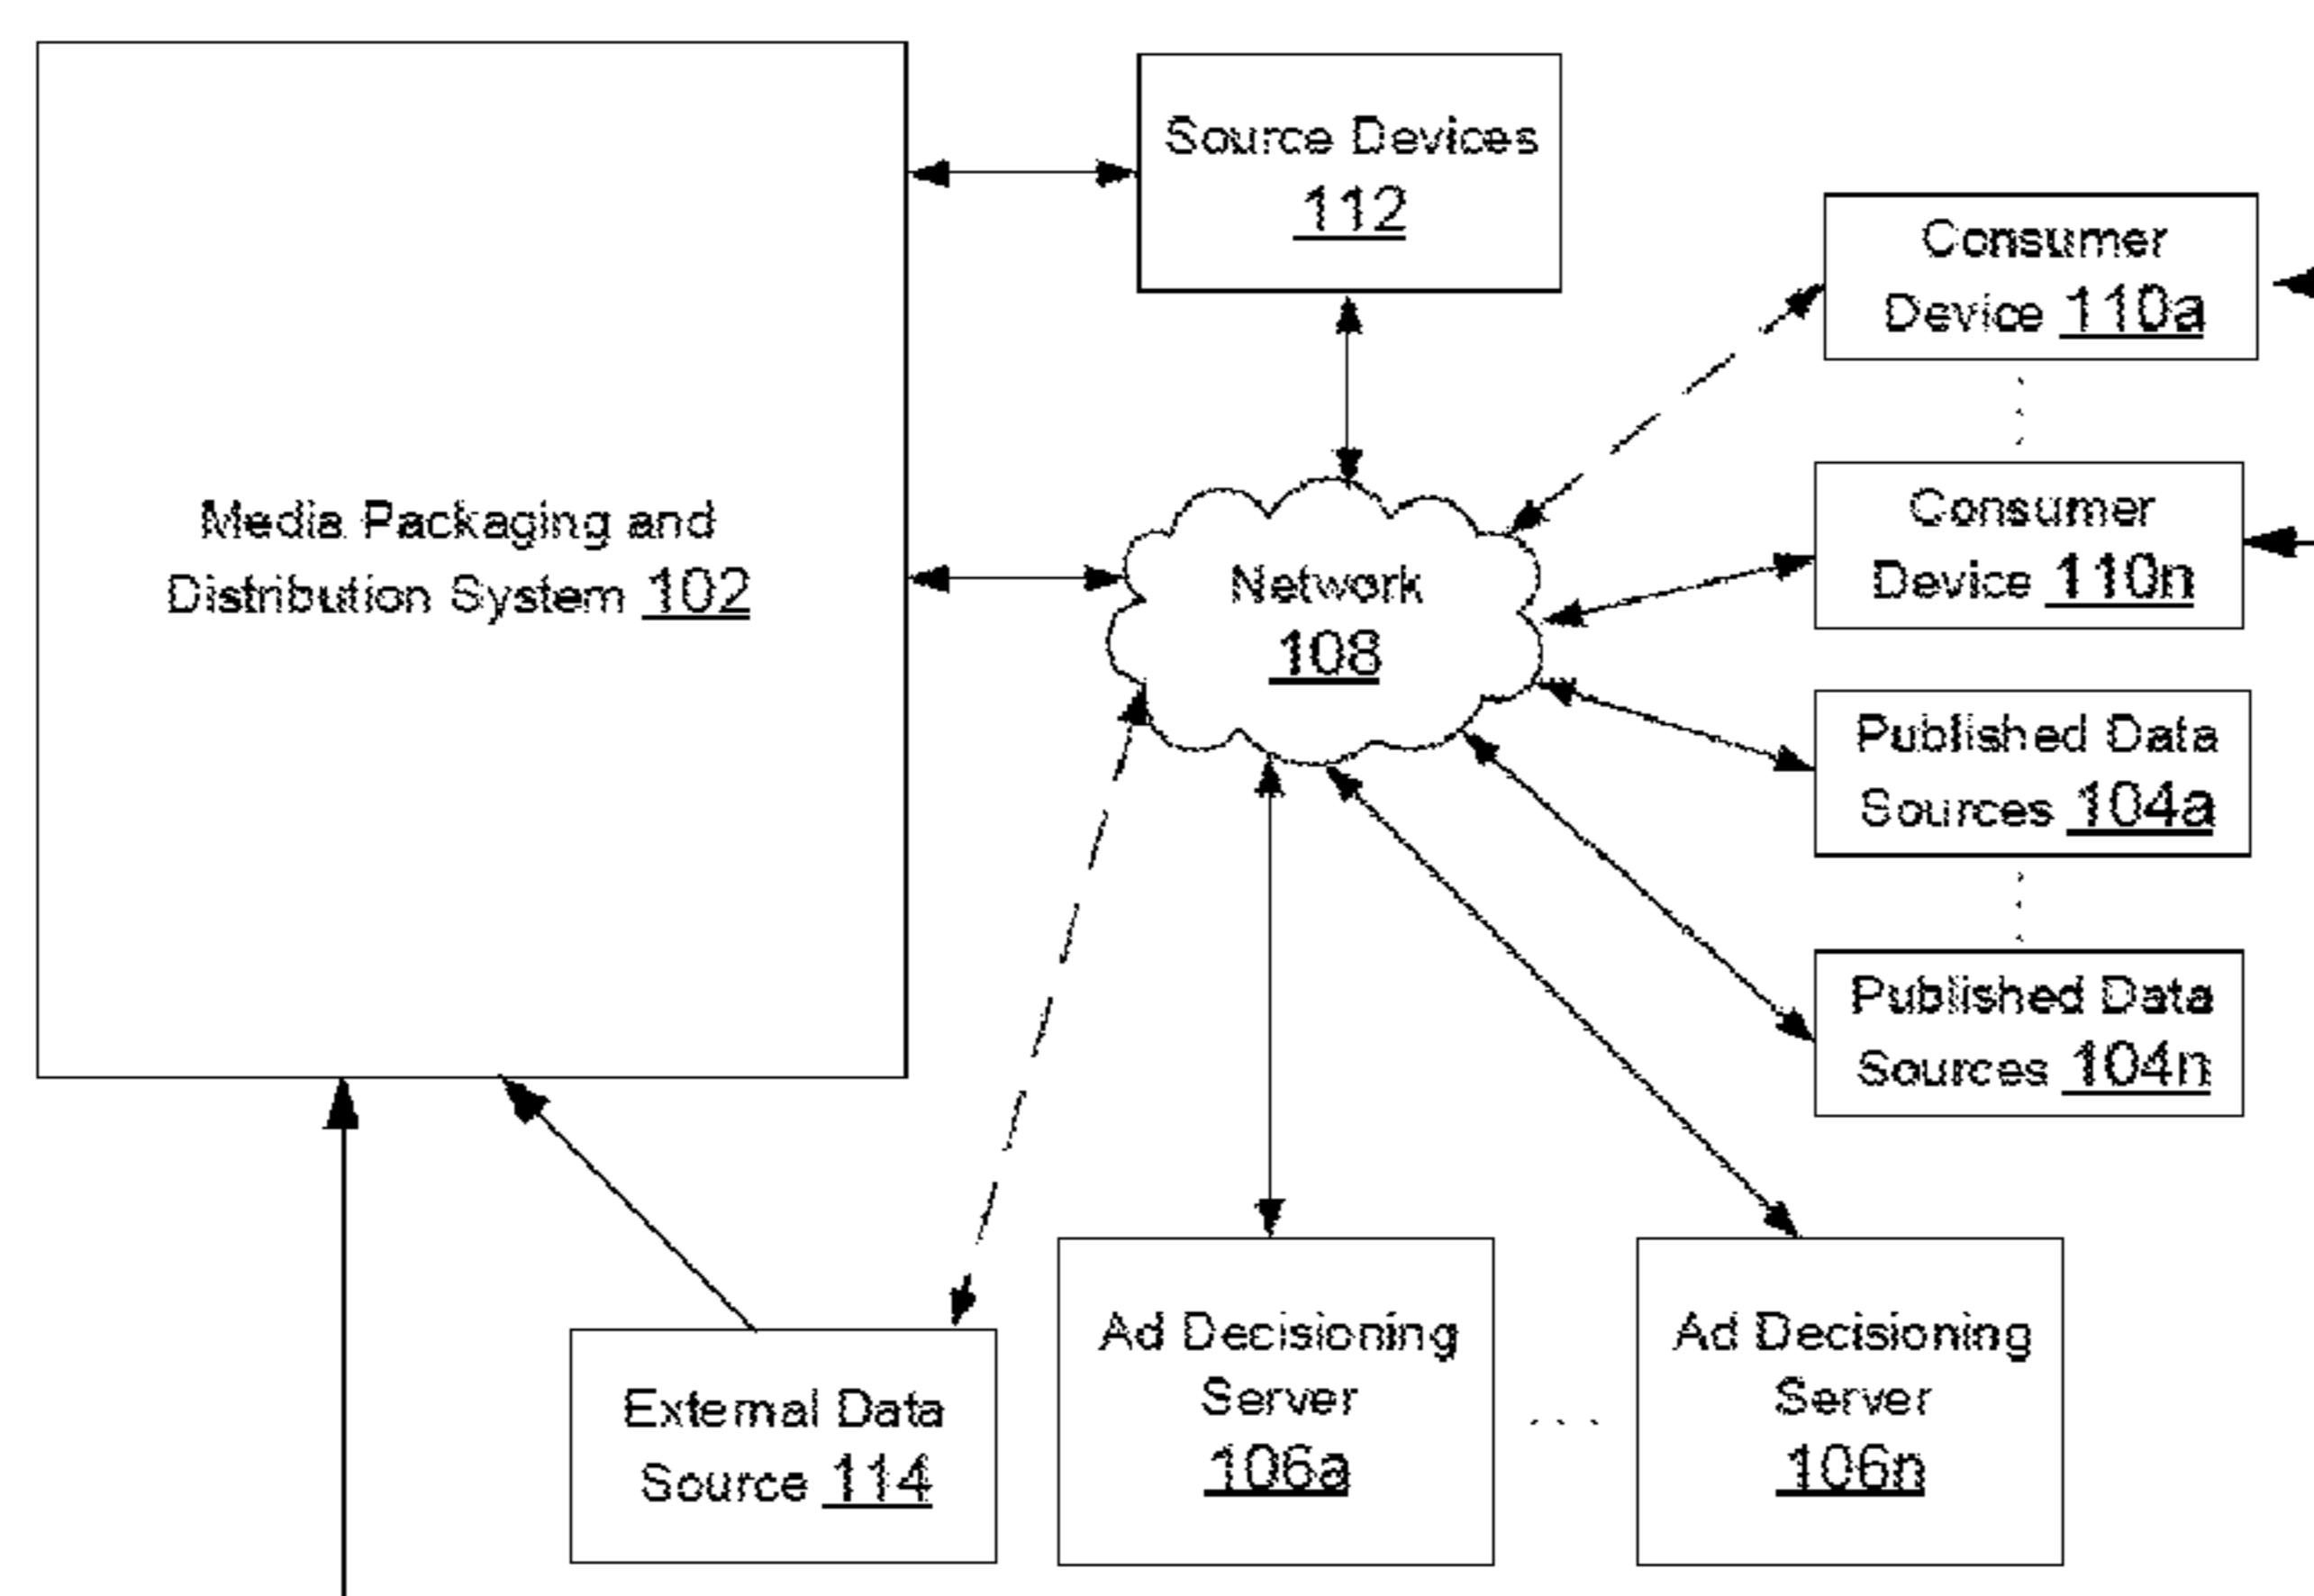 Media Packaging and
Distribution System 102
Source Devices
112
Consumer
Device 110a
Consumer
Device 110n
Network
108
Published Data
Sources 104a
Published Data
Sources 104n
External Data
Source 114
Ad Decisioning
Server
106a
. . .
Ad Decisioning
Server
106n